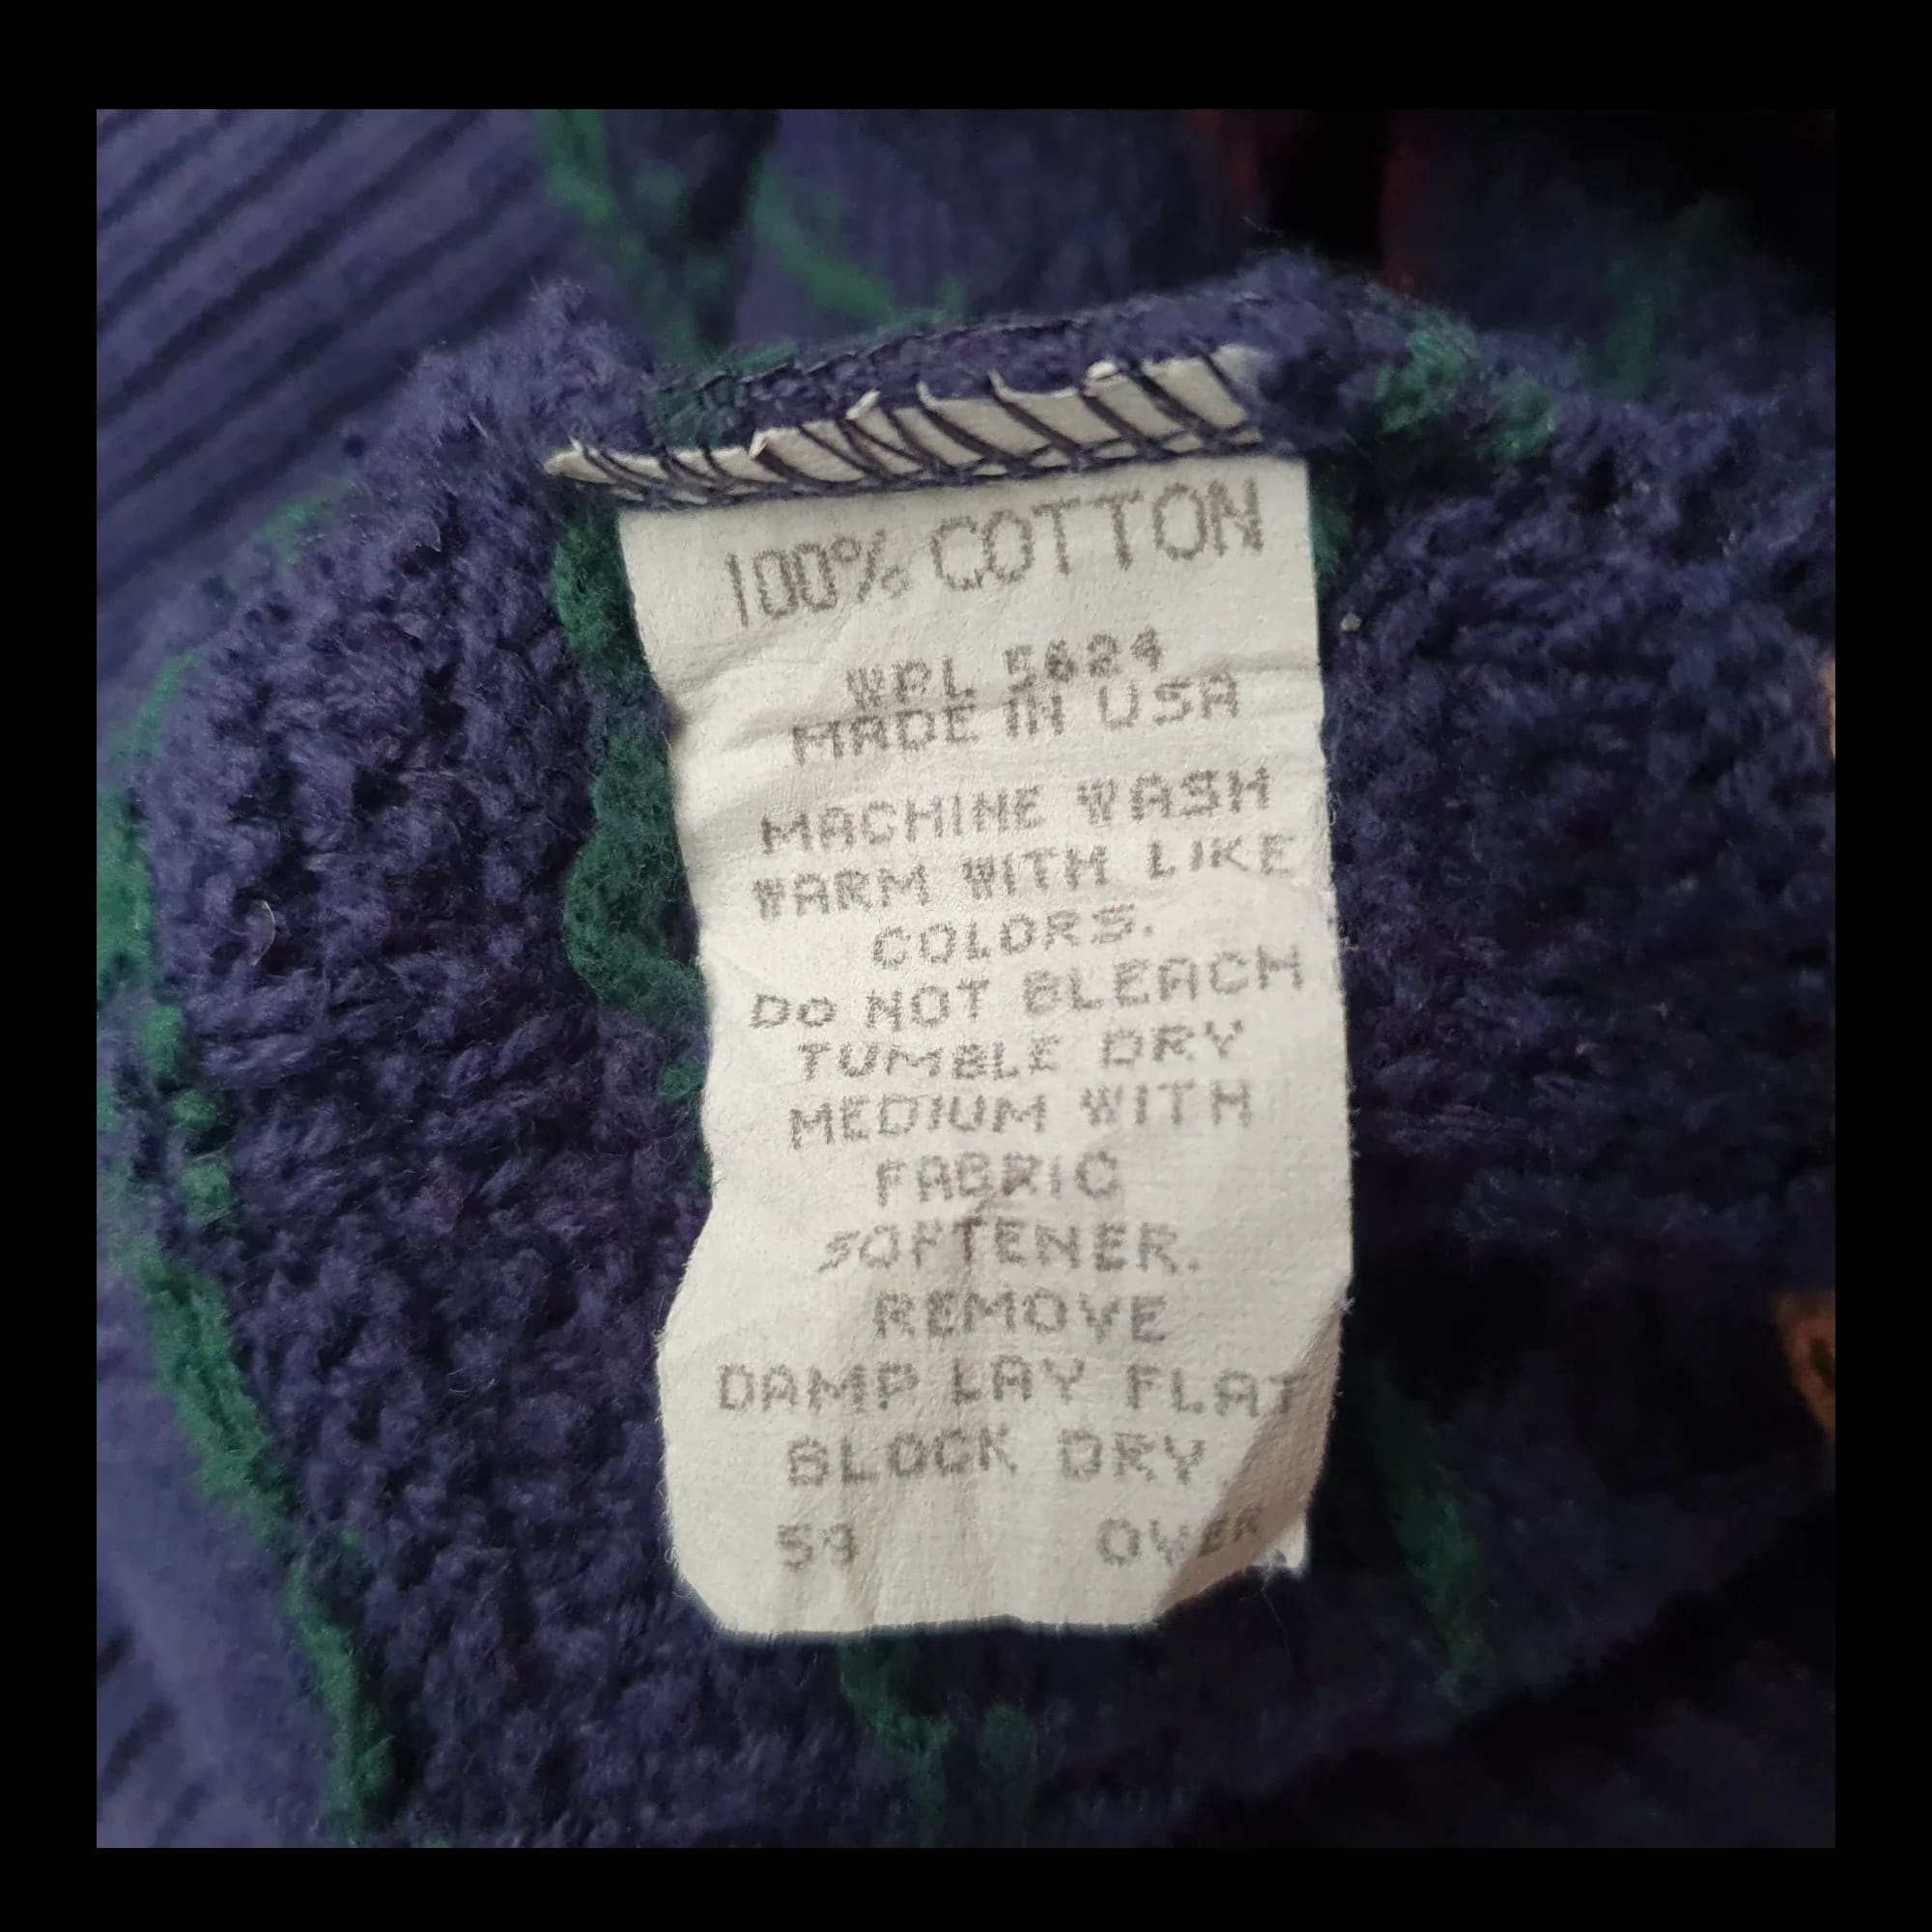 100% COTTON
WPL 5624
MADE IN USA
MACHINE WASH
WARM WITH LIKE
COLORS.
DO NOT BLEACH
TUMBLE DRY
MEDIUM WITH
FABRIC
SOFTENER.
REMOVE
DAMP LAY FLAT
BLOCK DRY
OVER